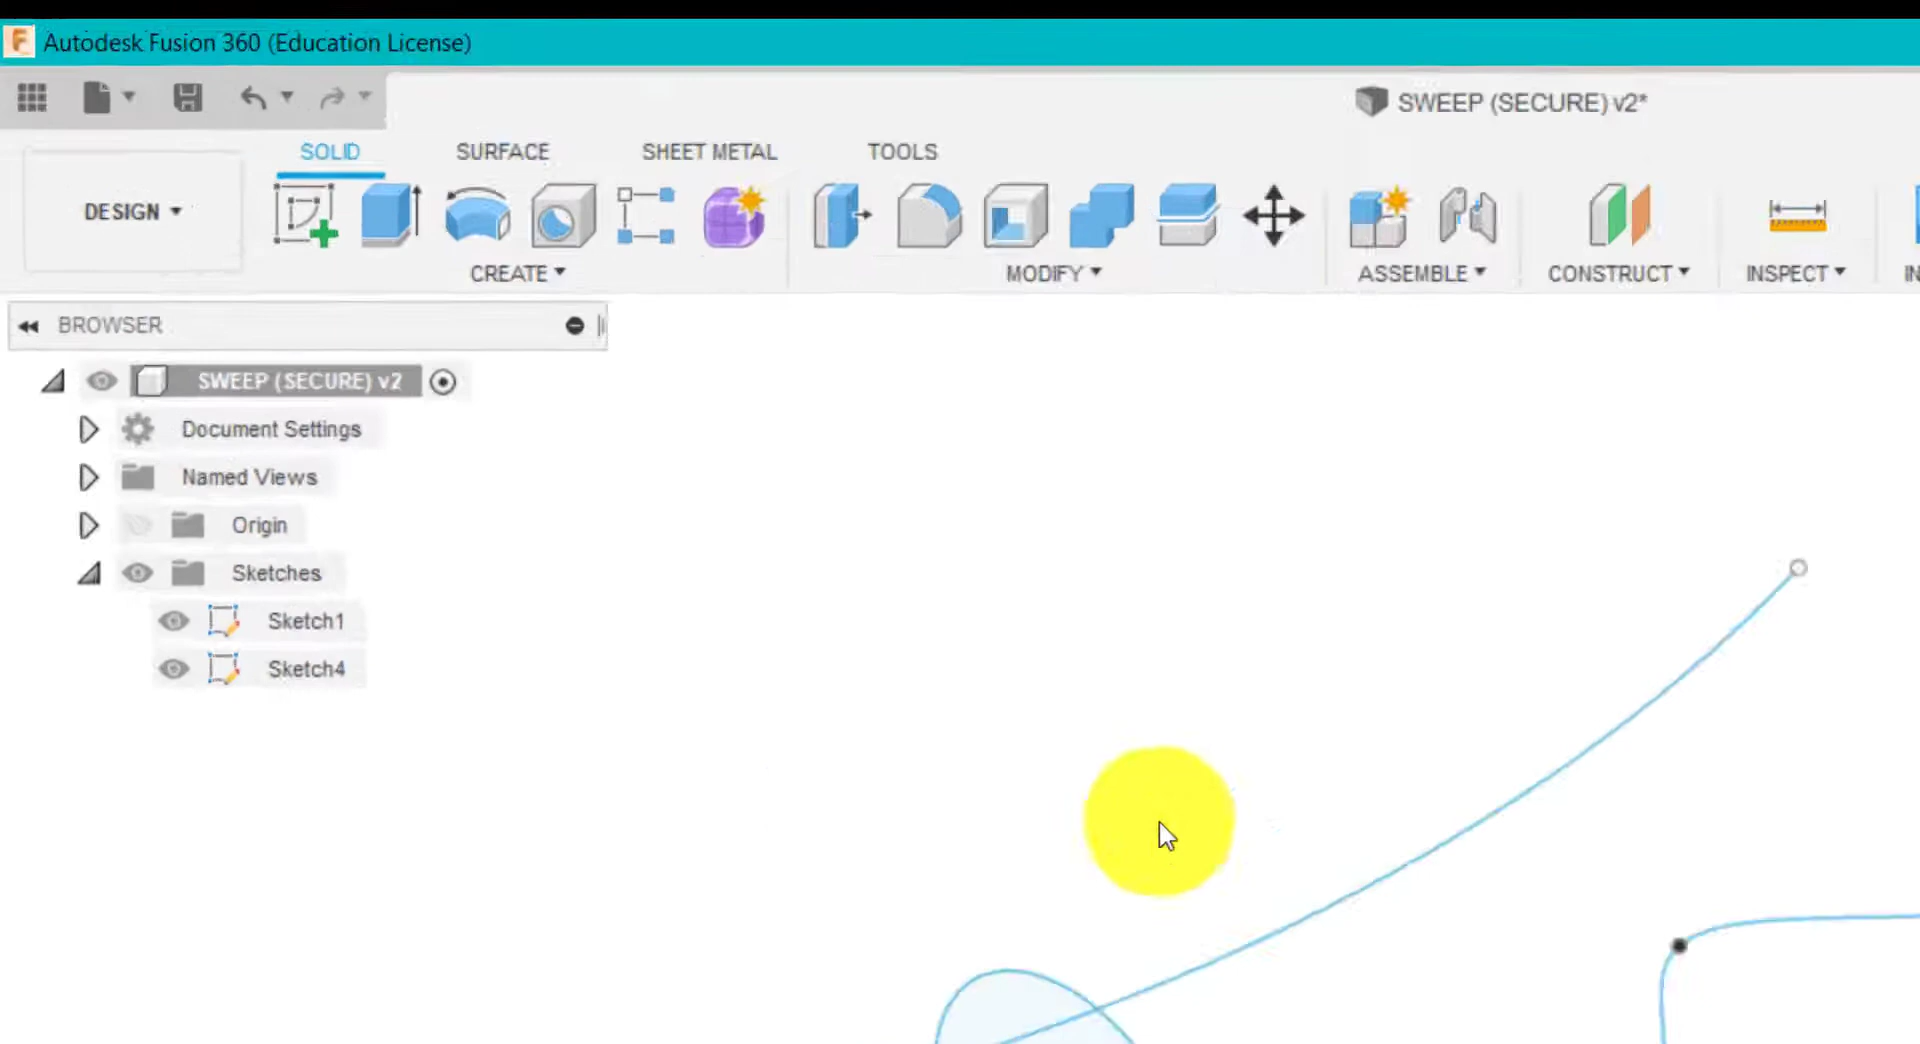 Autodesk Fusion 360 (Education License)
SWEEP (SECURE) v2*
SOLID SURFACE SHEET METAL TOOLS
DESIGN
CREATE MODIFY ASSEMBLE CONSTRUCT INSPECT
BROWSER
SWEEP (SECURE) v2
Document Settings
Named Views
Origin
Sketches
Sketch1
Sketch4